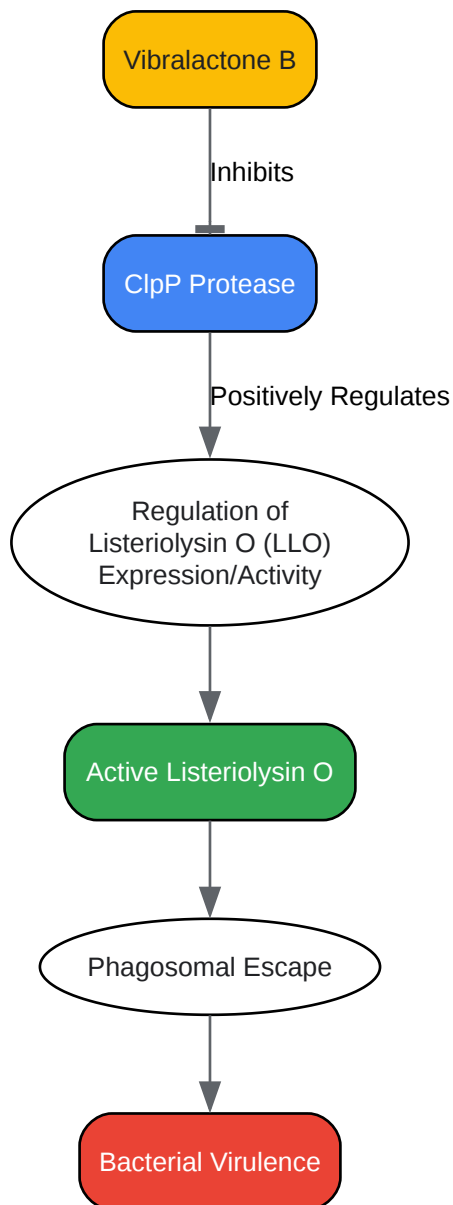 Vibralactone B
Inhibits
ClpP Protease
Positively Regulates
Regulation of
Listeriolysin O (LLO)
Expression/Activity
Active Listeriolysin O
Phagosomal Escape
Bacterial Virulence